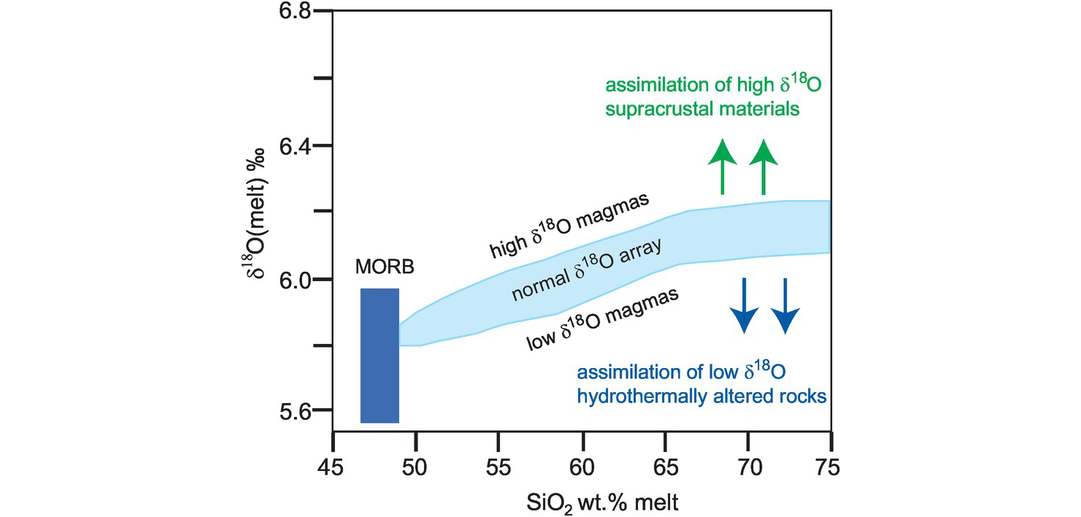 6.8
6.4
6.0
5.6
δ¹⁸O(melt) ‰
assimilation of high δ¹⁸O
supracrustal materials
high δ¹⁸O magmas
normal δ¹⁸O array
low δ¹⁸O magmas
MORB
assimilation of low δ¹⁸O
hydrothermally altered rocks
45 50 55 60 65 70 75
SiO₂ wt.% melt